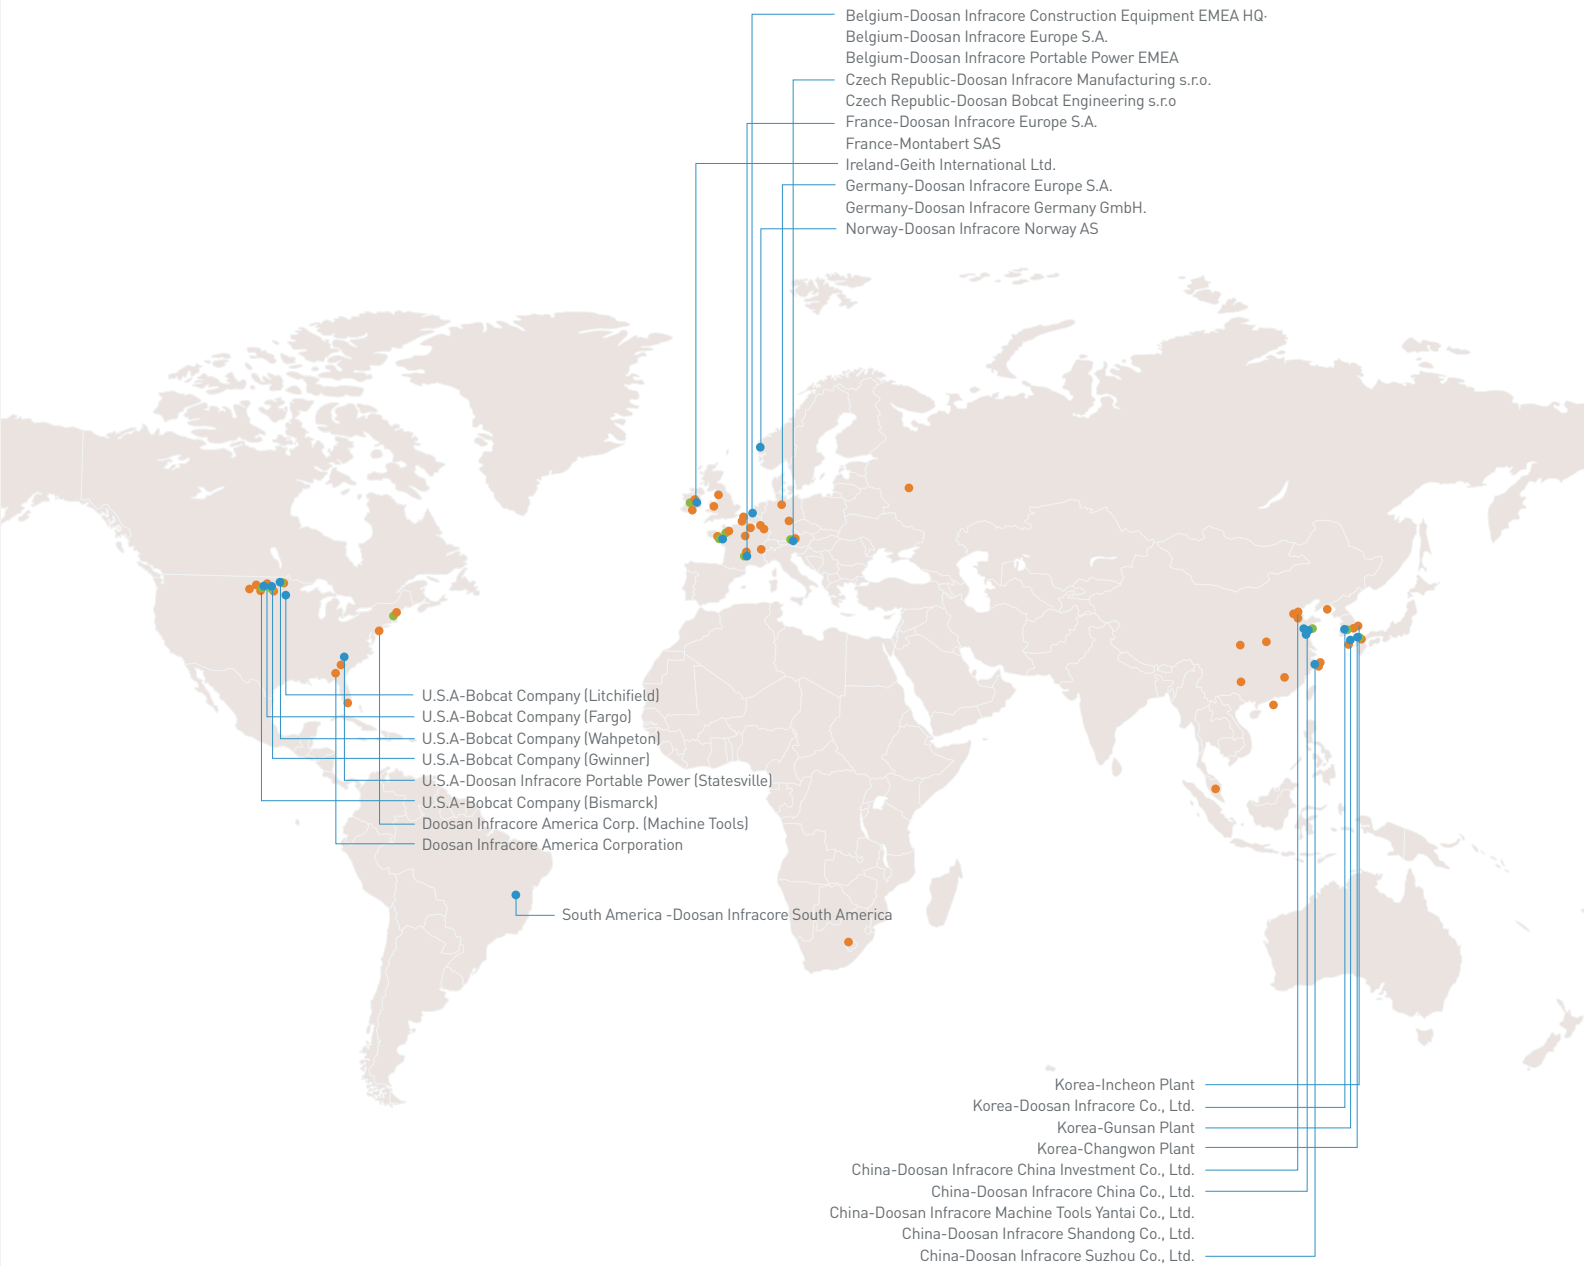 Belgium-Doosan Infracore Construction Equipment EMEA HQ·
Belgium-Doosan Infracore Europe S.A.
Belgium-Doosan Infracore Portable Power EMEA
Czech Republic-Doosan Infracore Manufacturing s.r.o.
Czech Republic-Doosan Bobcat Engineering s.r.o
France-Doosan Infracore Europe S.A.
France-Montabert SAS
Ireland-Geith International Ltd.
Germany-Doosan Infracore Europe S.A.
Germany-Doosan Infracore Germany GmbH.
Norway-Doosan Infracore Norway AS
U.S.A-Bobcat Company (Litchifield)
U.S.A-Bobcat Company (Fargo)
U.S.A-Bobcat Company (Wahpeton)
U.S.A-Bobcat Company (Gwinner)
U.S.A-Doosan Infracore Portable Power (Statesville)
U.S.A-Bobcat Company (Bismarck)
Doosan Infracore America Corp. (Machine Tools)
Doosan Infracore America Corporation
South America -Doosan Infracore South America
Korea-Incheon Plant
Korea-Doosan Infracore Co., Ltd.
Korea-Gunsan Plant
Korea-Changwon Plant
China-Doosan Infracore China Investment Co., Ltd.
China-Doosan Infracore China Co., Ltd.
China-Doosan Infracore Machine Tools Yantai Co., Ltd.
China-Doosan Infracore Shandong Co., Ltd.
China-Doosan Infracore Suzhou Co., Ltd.